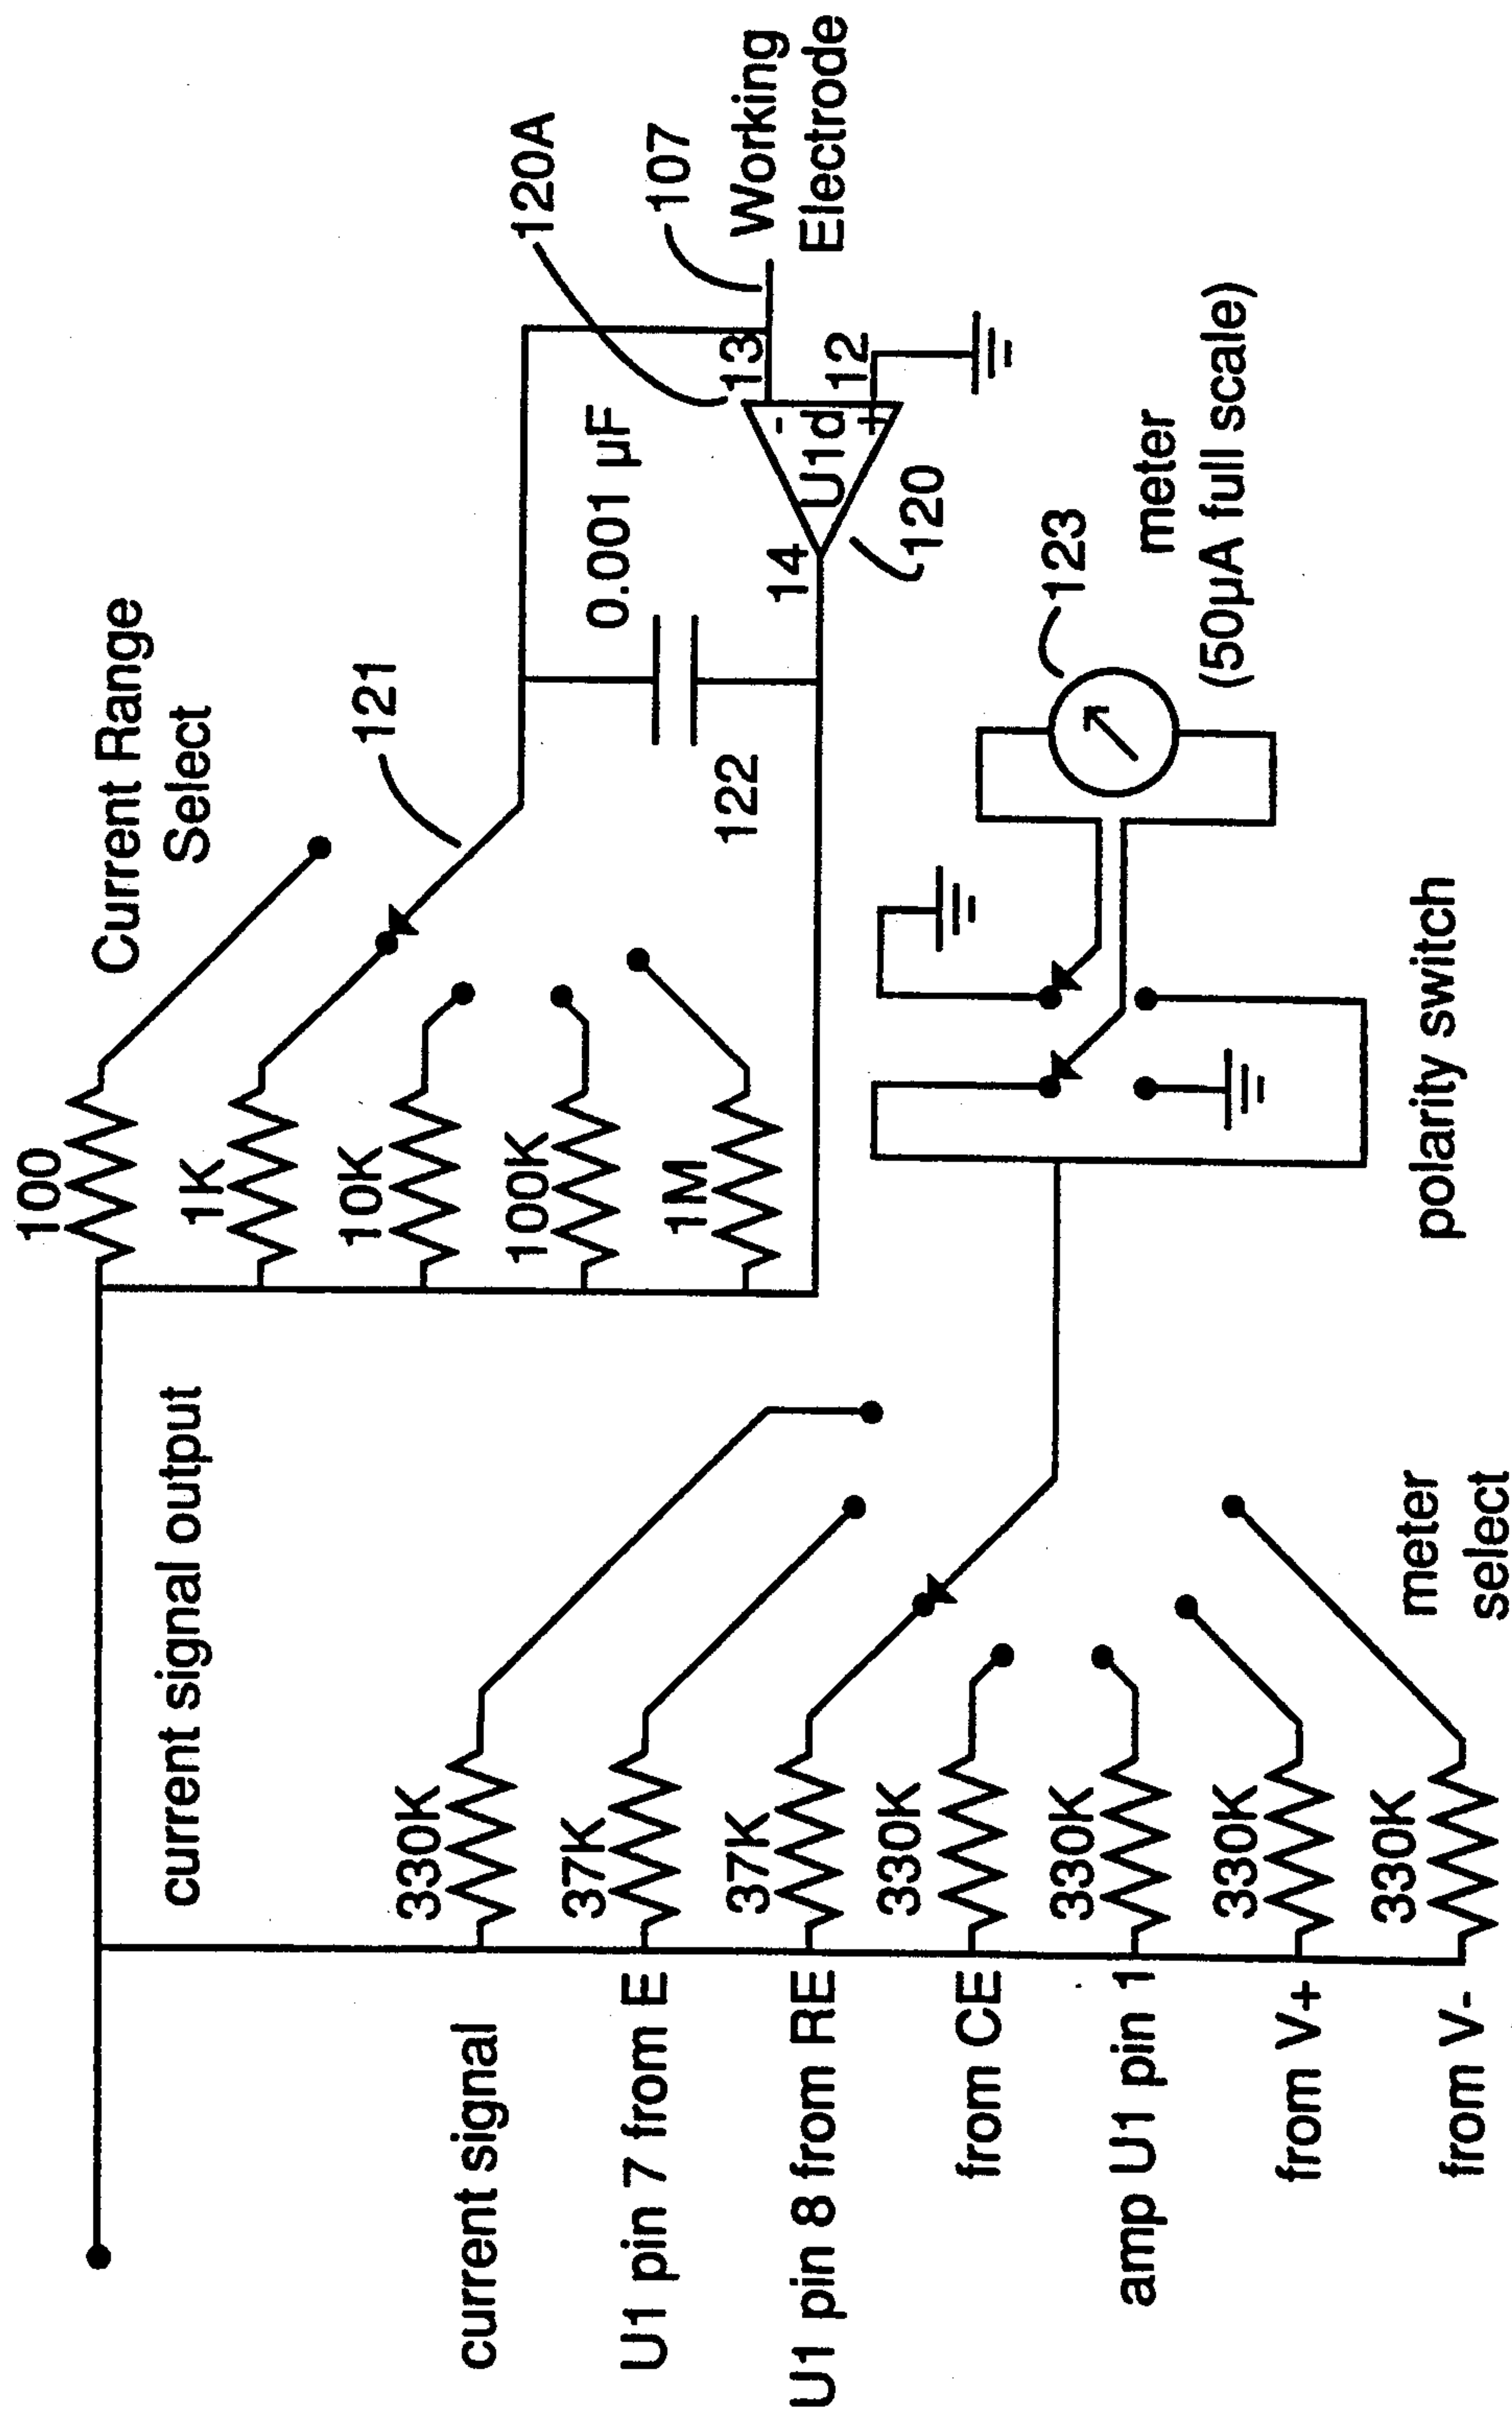 100
1K
10K
100K
1M
Current Range
Select
121
0.001 µF
122
120A
107
Working
Electrode
13
12
14
-
+
U1d
120
current signal output
330K
37K
37K
330K
330K
330K
330K
current signal
U1 pin 7 from E
U1 pin 8 from RE
from CE
amp U1 pin 1
from V+
from V-
meter
select
polarity switch
123
meter
(50µA full scale)